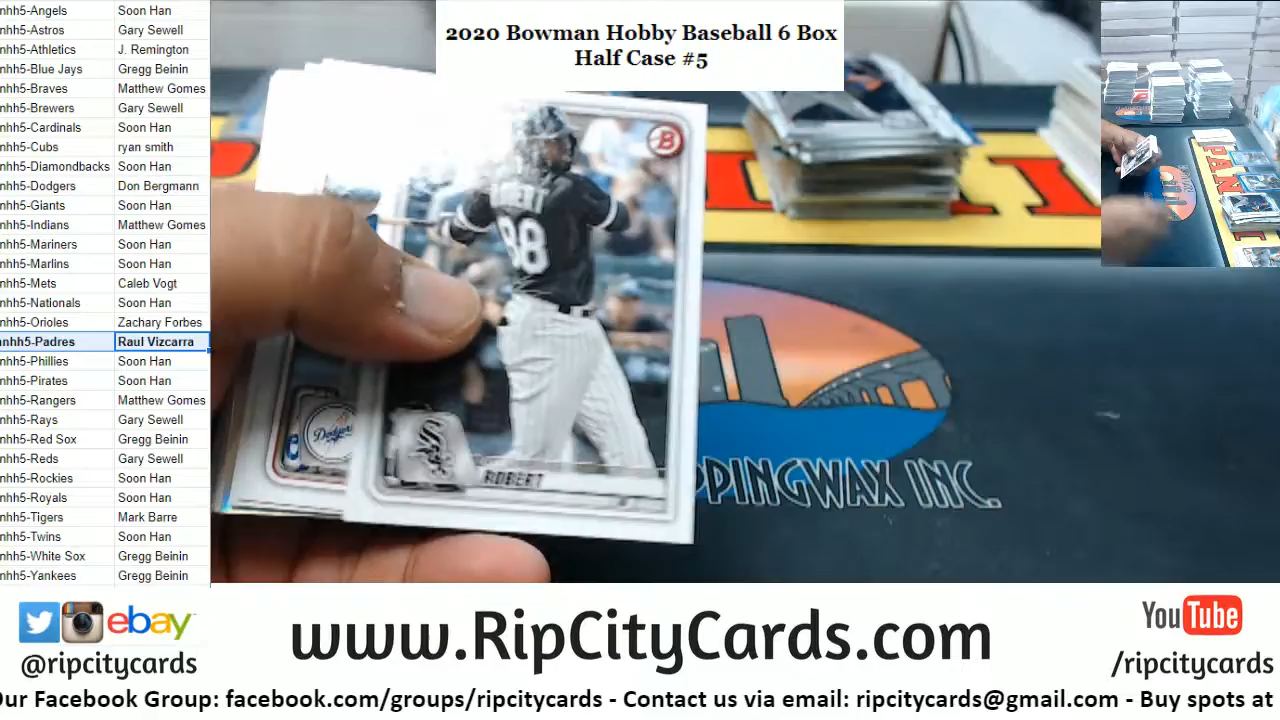 2020 Bowman Hobby Baseball 6 Box
Half Case #5
nhh5-Angels Soon Han
nhh5-Astros Gary Sewell
nhh5-Athletics J. Remington
nhh5-Blue Jays Gregg Beinin
nhh5-Braves Matthew Gomes
nhh5-Brewers Gary Sewell
nhh5-Cardinals Soon Han
nhh5-Cubs ryan smith
nhh5-Diamondbacks Soon Han
nhh5-Dodgers Don Bergmann
nhh5-Giants Soon Han
nhh5-Indians Matthew Gomes
nhh5-Mariners Soon Han
nhh5-Marlins Soon Han
nhh5-Mets Caleb Vogt
nhh5-Nationals Soon Han
nhh5-Orioles Zachary Forbes
nhh5-Padres Raul Vizcarra
nhh5-Phillies Soon Han
nhh5-Pirates Soon Han
nhh5-Rangers Matthew Gomes
nhh5-Rays Gary Sewell
nhh5-Red Sox Gregg Beinin
nhh5-Reds Gary Sewell
nhh5-Rockies Soon Han
nhh5-Royals Soon Han
nhh5-Tigers Mark Barre
nhh5-Twins Soon Han
nhh5-White Sox Gregg Beinin
nhh5-Yankees Gregg Beinin
B
88
Dodgers
Sox
ROBERT
PPINGWAX INC.
PANI
ebay
@ripcitycards
www.RipCityCards.com
YouTube
/ripcitycards
Our Facebook Group: facebook.com/groups/ripcitycards - Contact us via email: ripcitycards@gmail.com - Buy spots at